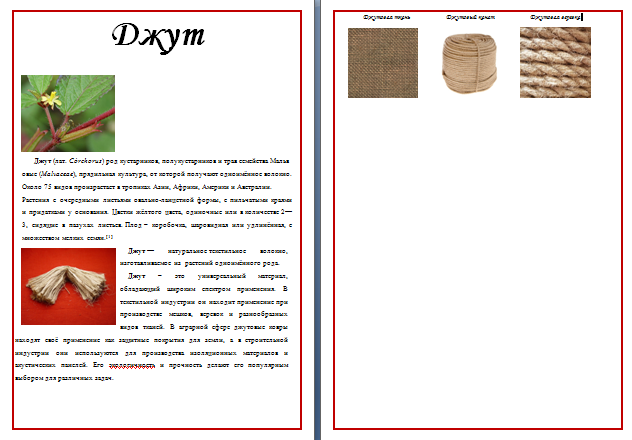 Джут
Джут (лат. Córchorus) род кустарников, полукустарников и трав семейства Мальв
овые (Malvaceae), прядильная культура, от которой получают одноимённое волокно.
Около 75 видов произрастает в тропиках Азии, Африки, Америки и Австралии.
Растения с очередными листьями овально-ланцетной формы, с пильчатыми краями
и придатками у основания. Цветки жёлтого цвета, одиночные или в количестве 2—
3, сидящие в пазухах листьев. Плод – коробочка, шаровидная или удлинённая, с
множеством мелких семян.[1]
Джут — натуральное текстильное волокно,
изготавливаемое из растений одноимённого рода.
Джут – это универсальный материал,
обладающий широким спектром применения. В
текстильной индустрии он находит применение при
производстве мешков, веревок и разнообразных
видов тканей. В аграрной сфере джутовые ковры
находят своё применение как защитные покрытия для земли, а в строительной
индустрии они используются для производства изоляционных материалов и
акустических панелей. Его экологичность и прочность делают его популярным
выбором для различных задач.
Джутовая ткань
Джутовый канат
Джутовая веревка